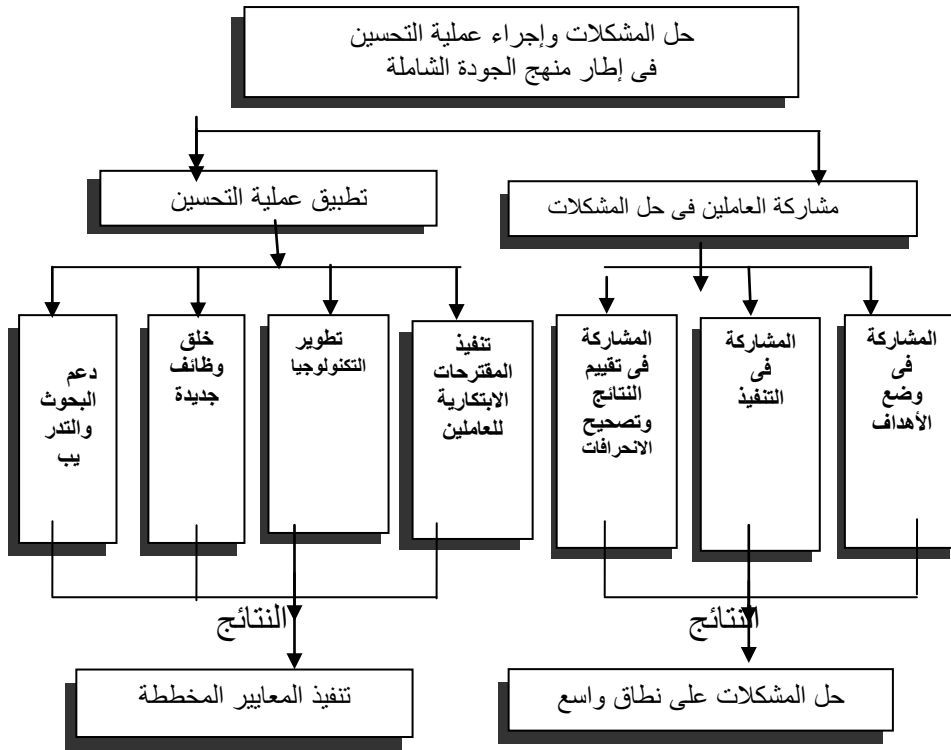 حل المشكلات وإجراء عملية التحسين
فى إطار منهج الجودة الشاملة
مشاركة العاملين فى حل المشكلات
تطبيق عملية التحسين
المشاركة
فى
وضع
الأهداف
المشاركة
فى
التنفيذ
المشاركة
فى تقييم
النتائج
وتصحيح
الانحرافات
تنفيذ
المقترحات
الابتكارية
للعاملين
تطوير
التكنولوجيا
خلق
وظائف
جديدة
دعم
البحوث
والتدر
يب
النتائج
النتائج
حل المشكلات على نطاق واسع
تنفيذ المعايير المخططة